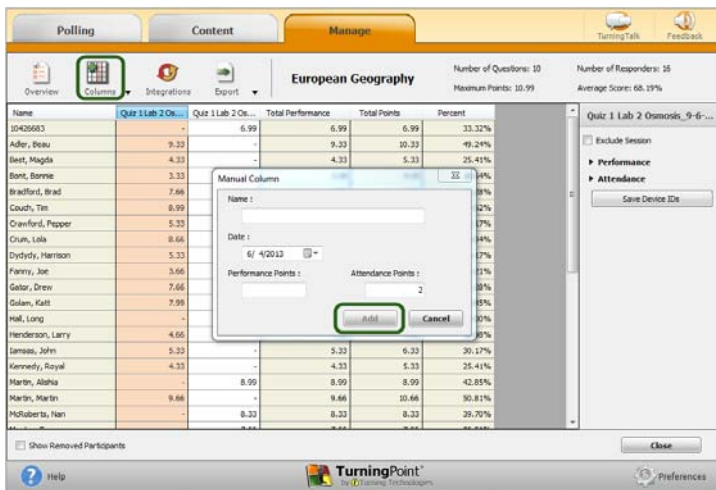 Polling Content Manage TurningTalk Feedback
Overview Columns Integrations Export European Geography
Number of Questions: 10 Number of Responders: 16
Maximum Points: 10.99 Average Score: 68.19%
Name Quiz 1 Lab 2 Os... Quiz 1 Lab 2 Os... Total Performance Total Points Percent
10426683 - 6.99 6.99 6.99 33.32%
Adler, Beau 9.33 - 9.33 10.33 49.24%
Best, Magda 4.33 - 4.33 5.33 25.41%
Bont, Bonnie 3.33
Bradford, Brad 7.66
Couch, Tim 8.99
Crawford, Pepper 5.33
Crum, Lola 8.66
Dydydy, Harrison 5.33
Fanny, Joe 3.66
Gator, Drew 7.66
Golam, Katt 7.99
Hall, Long -
Henderson, Larry 4.66
Iamsas, John 5.33 - 5.33 6.33 30.17%
Kennedy, Royal 4.33 - 4.33 5.33 25.41%
Martin, Alishia - 8.99 8.99 8.99 42.85%
Martin, Martin 9.66 - 9.66 10.66 50.81%
McRoberts, Nan - 8.33 8.33 8.33 39.70%
Manual Column
Name :
Date :
6/ 4/2013
Performance Points : Attendance Points :
2
Add Cancel
Quiz 1 Lab 2 Osmosis_9-6-...
Exclude Session
Performance
Attendance
Save Device IDs
Show Removed Participants Close
Help TurningPoint Preferences
by Turning Technologies